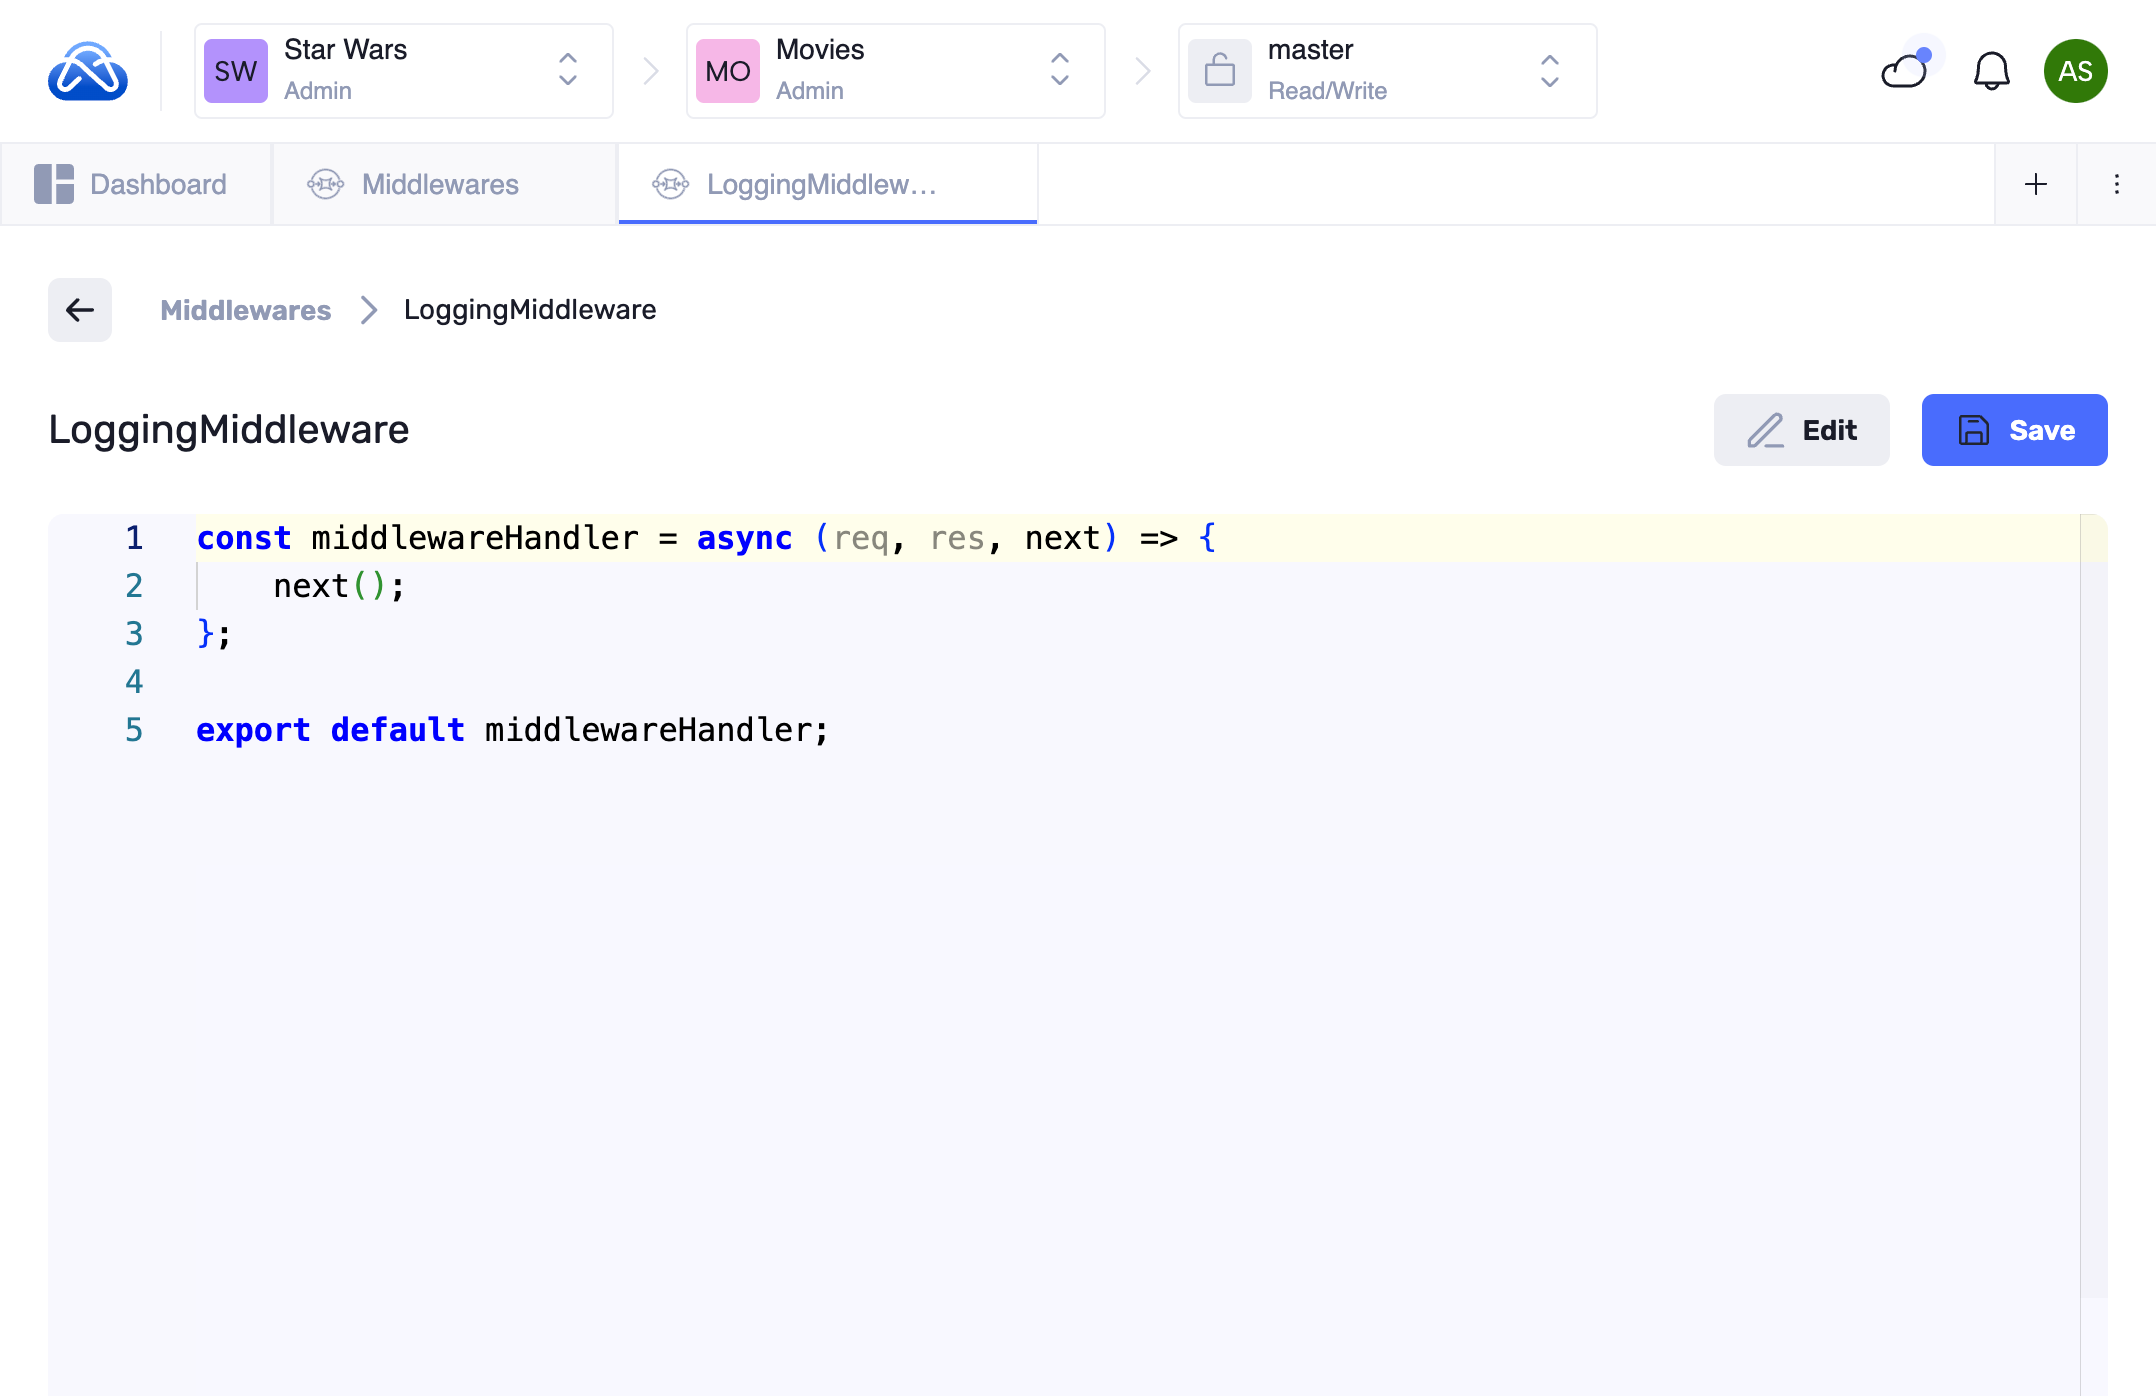 SW
Star Wars
Admin
MO
Movies
Admin
master
Read/Write
AS
Dashboard
Middlewares
LoggingMiddlew...
Middlewares
LoggingMiddleware
LoggingMiddleware
Edit
Save
1 const middlewareHandler = async (req, res, next) => {
2 next();
3 };
4
5 export default middlewareHandler;